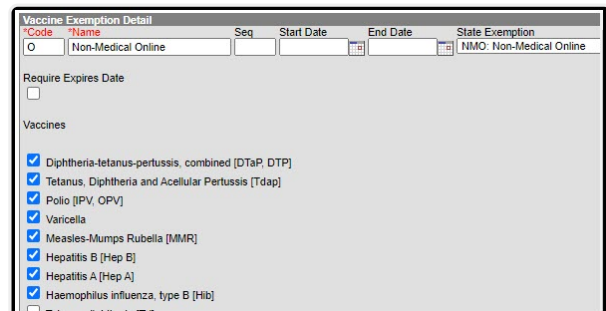 Vaccine Exemption Detail
*Code *Name Seq Start Date End Date State Exemption
O Non-Medical Online NMO: Non-Medical Online
Require Expires Date
Vaccines
Diphtheria-tetanus-pertussis, combined [DTaP, DTP]
Tetanus, Diphtheria and Acellular Pertussis [Tdap]
Polio [IPV, OPV]
Varicella
Measles-Mumps Rubella [MMR]
Hepatitis B [Hep B]
Hepatitis A [Hep A]
Haemophilus influenza, type B [Hib]